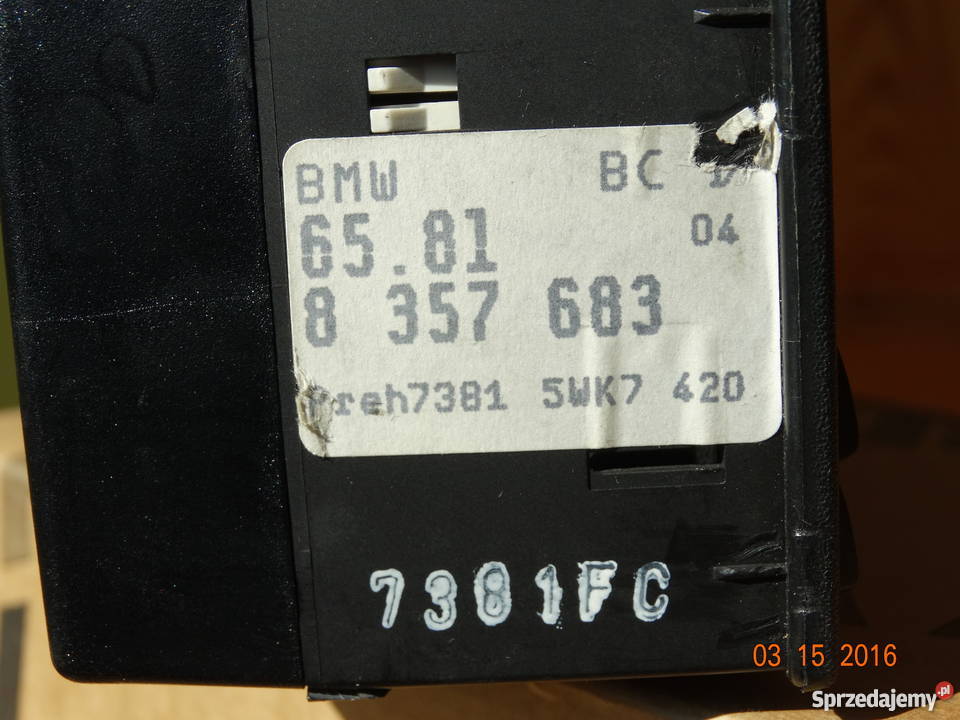 BMW BC
65.81 04
8 357 683
reh7381 5WK7 420
7381FC
03 15 2016
Sprzedajemy.pl